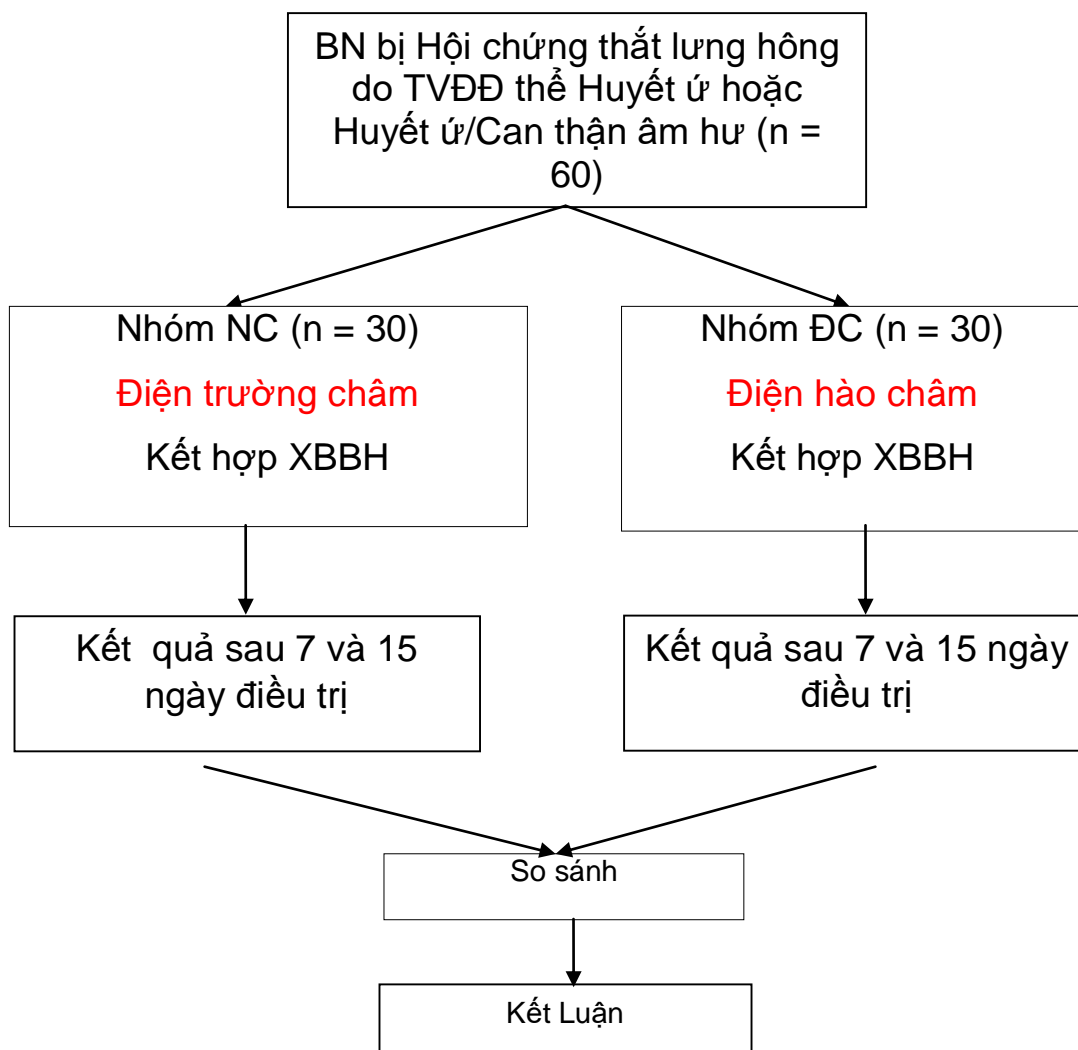 BN bị Hội chứng thắt lưng hông
do TVĐĐ thể Huyết ứ hoặc
Huyết ứ/Can thận âm hư (n =
60)
Nhóm NC (n = 30)
Điện trường châm
Kết hợp XBBH
Nhóm ĐC (n = 30)
Điện hào châm
Kết hợp XBBH
Kết quả sau 7 và 15
ngày điều trị
Kết quả sau 7 và 15 ngày
điều trị
So sánh
Kết Luận